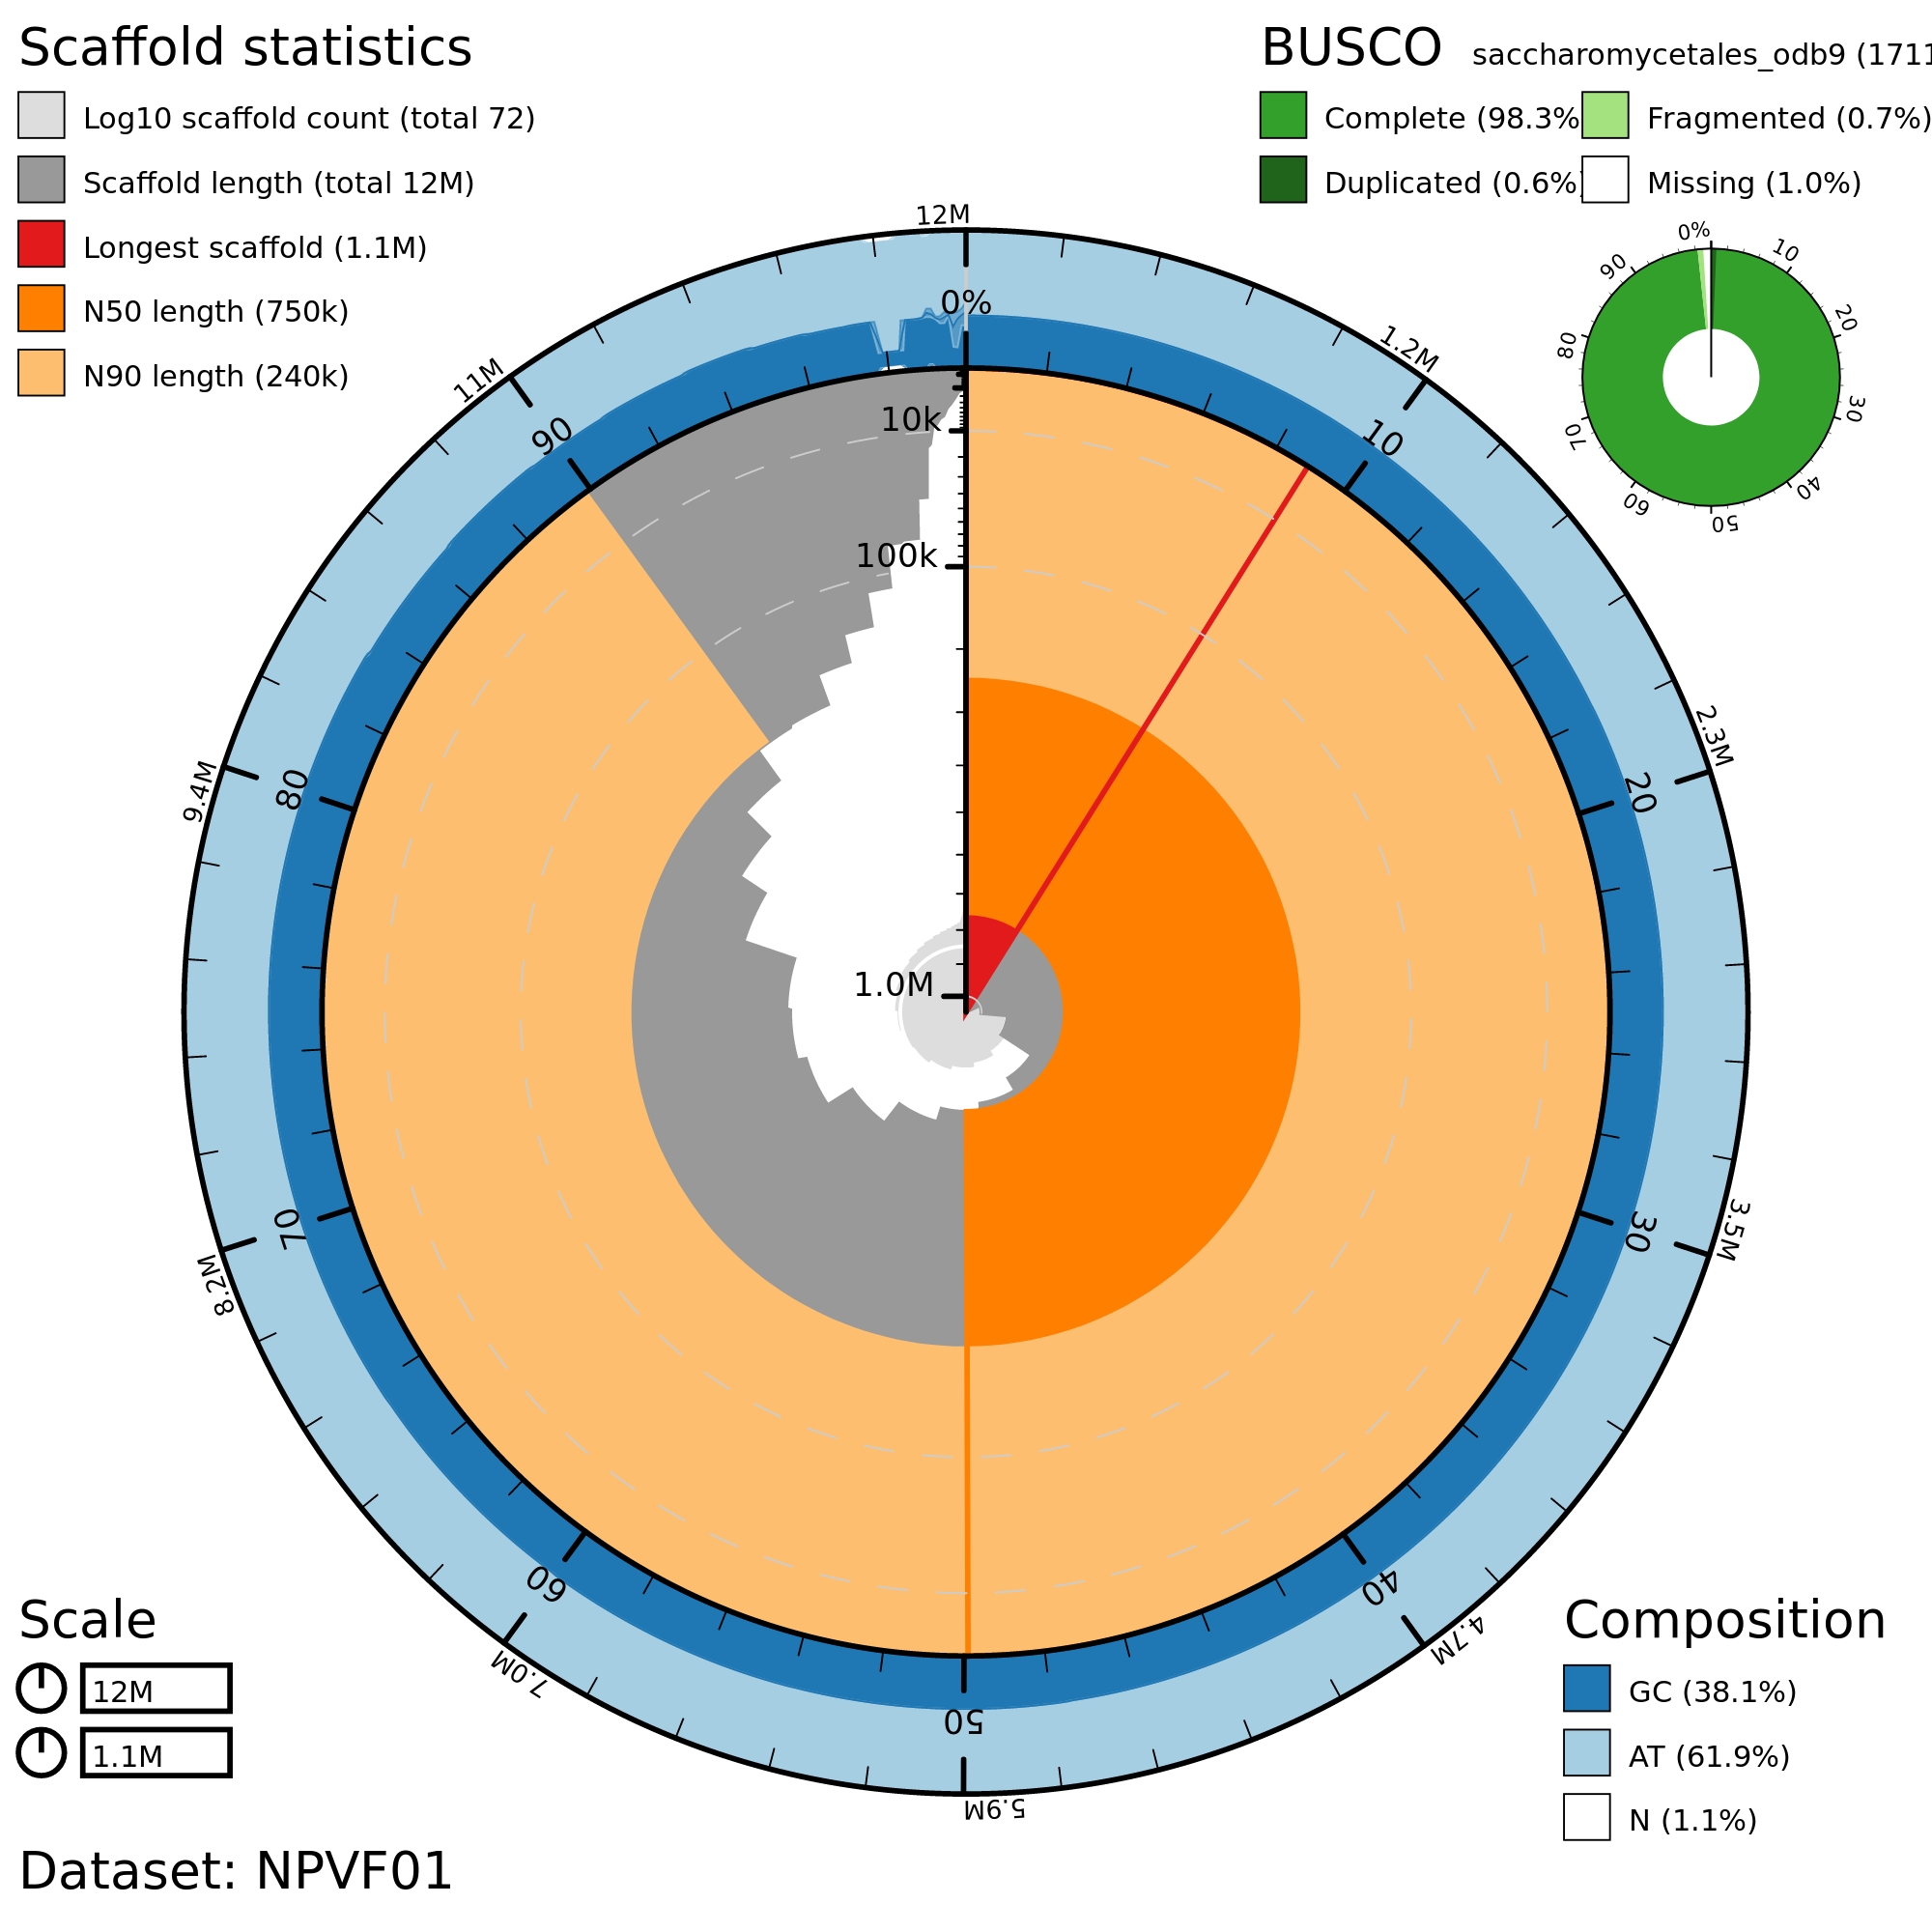 Scaffold statistics
Log10 scaffold count (total 72)
Scaffold length (total 12M)
Longest scaffold (1.1M)
N50 length (750k)
N90 length (240k)
BUSCO saccharomycetales_odb9 (1711
Complete (98.3%
Fragmented (0.7%)
Duplicated (0.6%)
Missing (1.0%)
0%
10
20
30
40
50
60
70
80
90
12M
1.2M
2.3M
3.5M
4.7M
5.9M
7.0M
8.2M
9.4M
11M
0%
10
20
30
40
50
60
70
80
90
10k
100k
1.0M
Scale
12M
1.1M
Composition
GC (38.1%)
AT (61.9%)
N (1.1%)
Dataset: NPVF01